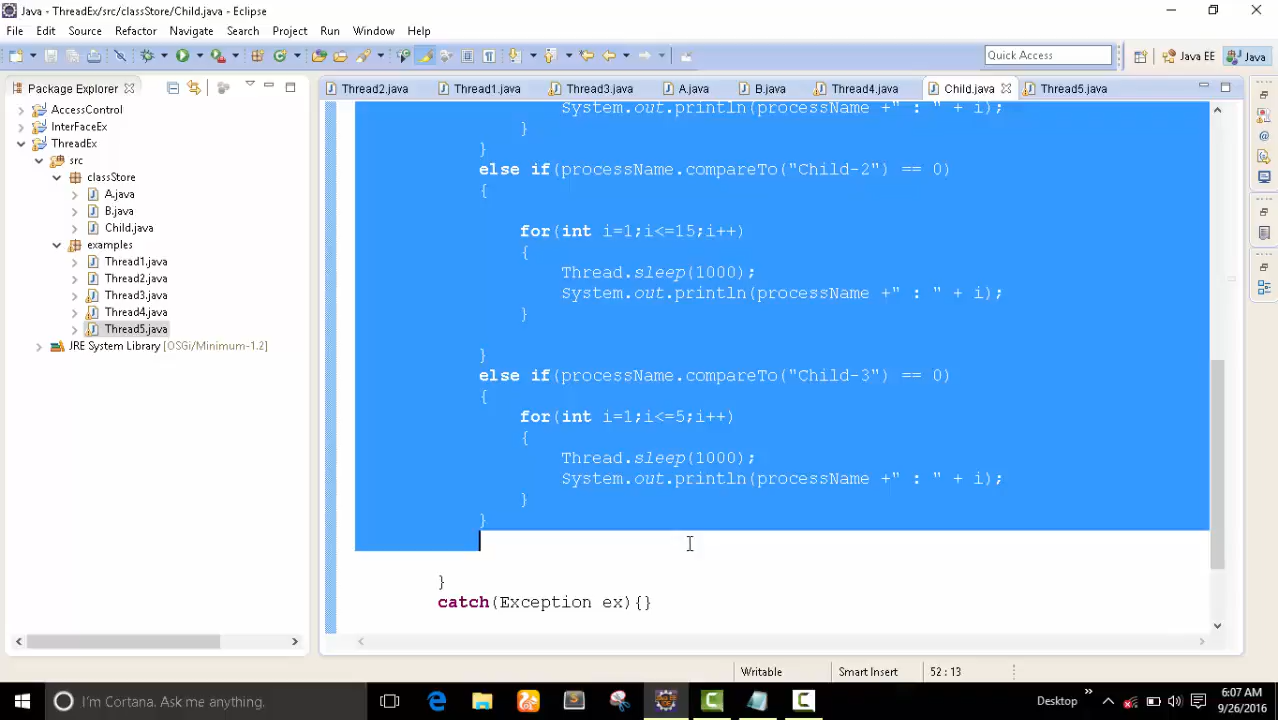 Java - ThreadEx/src/classStore/Child.java - Eclipse
File Edit Source Refactor Navigate Search Project Run Window Help
Quick Access
Java EE
Java
Package Explorer
Thread2.java
Thread1.java
Thread3.java
A.java
B.java
Thread4.java
Child.java
Thread5.java
AccessControl
InterFaceEx
ThreadEx
src
classStore
A.java
B.java
Child.java
examples
Thread1.java
Thread2.java
Thread3.java
Thread4.java
Thread5.java
JRE System Library [OSGi/Minimum-1.2]
System.out.println(processName +" : " + i);
}
}
else if(processName.compareTo("Child-2") == 0)
{
for(int i=1;i<=15;i++)
{
Thread.sleep(1000);
System.out.println(processName +" : " + i);
}
}
else if(processName.compareTo("Child-3") == 0)
{
for(int i=1;i<=5;i++)
{
Thread.sleep(1000);
System.out.println(processName +" : " + i);
}
}
}
catch(Exception ex){}
Writable
Smart Insert
52 : 13
I'm Cortana. Ask me anything.
Desktop
6:07 AM
9/26/2016